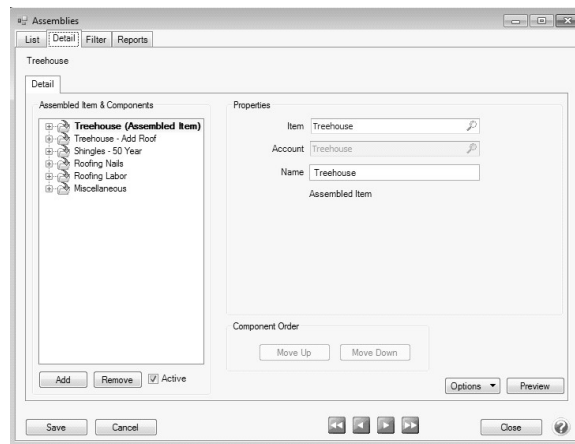 Assemblies
List Detail Filter Reports
Treehouse
Detail
Assembled Item & Components
Treehouse (Assembled Item)
Treehouse - Add Roof
Shingles - 50 Year
Roofing Nails
Roofing Labor
Miscellaneous
Add Remove Active
Properties
Item Treehouse
Account Treehouse
Name Treehouse
Assembled Item
Component Order
Move Up Move Down
Options Preview
Save Cancel Close ?